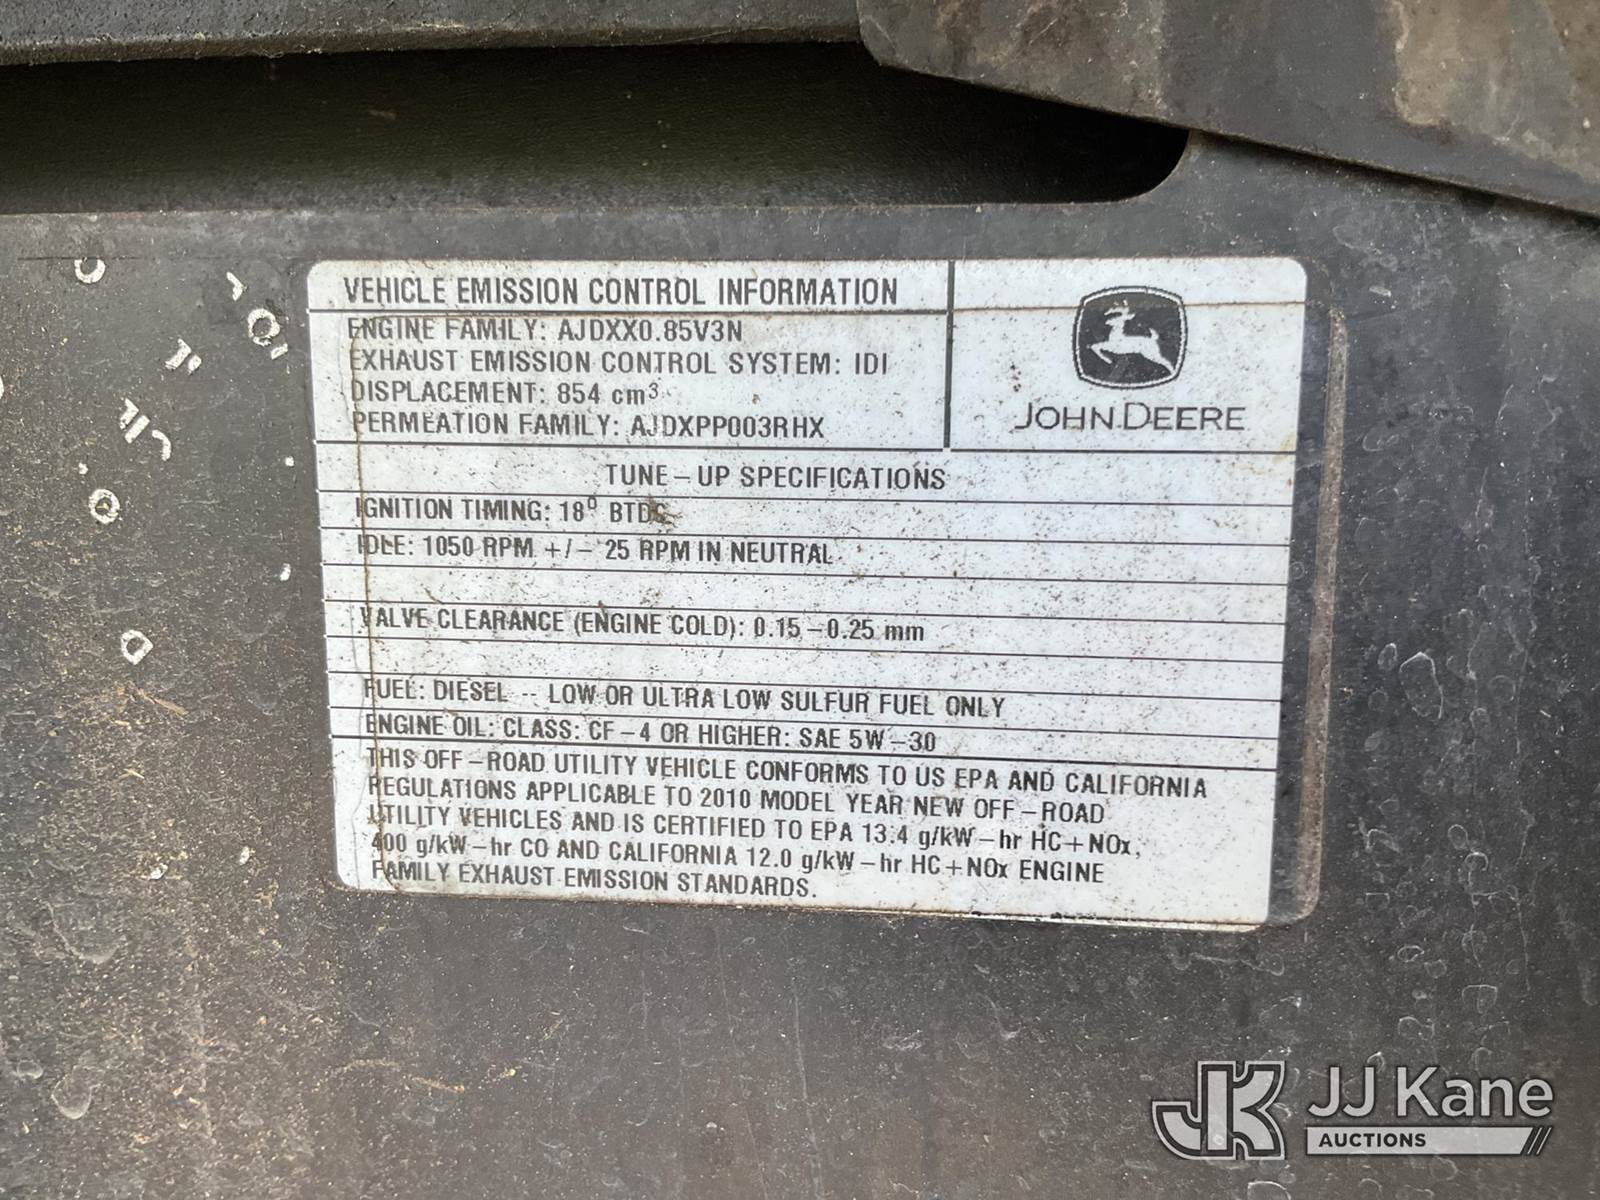 VEHICLE EMISSION CONTROL INFORMATION
ENGINE FAMILY: AJDXX0.85V3N
EXHAUST EMISSION CONTROL SYSTEM: IDI
DISPLACEMENT: 854 cm³
PERMEATION FAMILY: AJDXPP003RHX
JOHN DEERE
TUNE-UP SPECIFICATIONS
IGNITION TIMING: 18° BTDC
IDLE: 1050 RPM +/- 25 RPM IN NEUTRAL
VALVE CLEARANCE (ENGINE COLD): 0.15-0.25 mm
FUEL: DIESEL -- LOW OR ULTRA LOW SULFUR FUEL ONLY
ENGINE OIL: CLASS: CF-4 OR HIGHER: SAE 5W-30
THIS OFF-ROAD UTILITY VEHICLE CONFORMS TO US EPA AND CALIFORNIA
REGULATIONS APPLICABLE TO 2010 MODEL YEAR NEW OFF-ROAD
UTILITY VEHICLES AND IS CERTIFIED TO EPA 13.4 g/kW-hr HC+NOx,
400 g/kW-hr CO AND CALIFORNIA 12.0 g/kW-hr HC+NOx ENGINE
FAMILY EXHAUST EMISSION STANDARDS.
JK JJ Kane
AUCTIONS